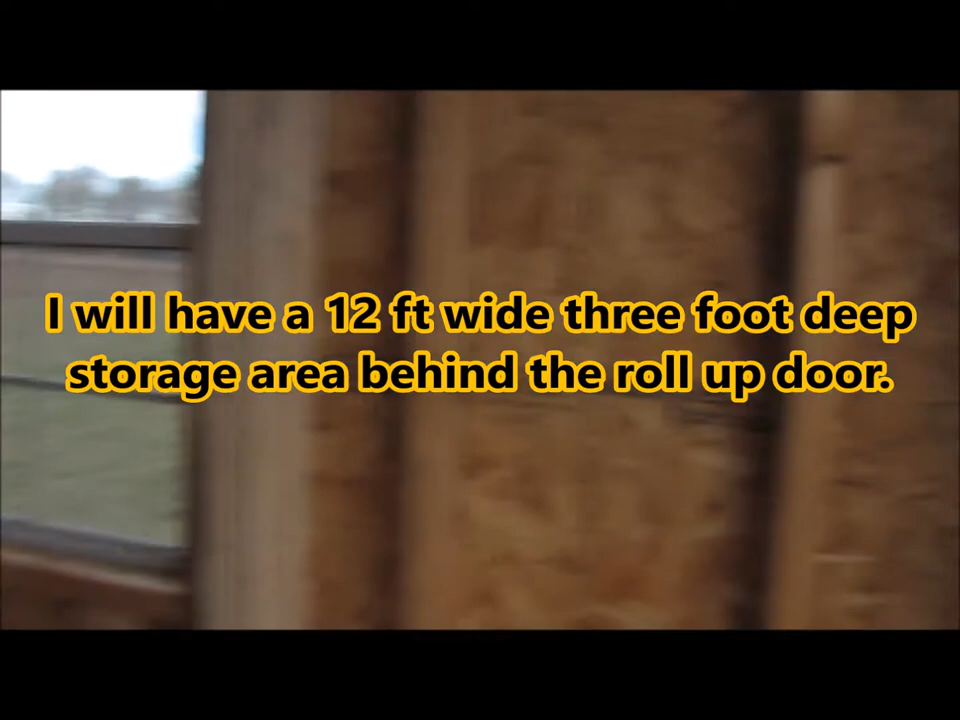 I will have a 12 ft wide three foot deep
storage area behind the roll up door.